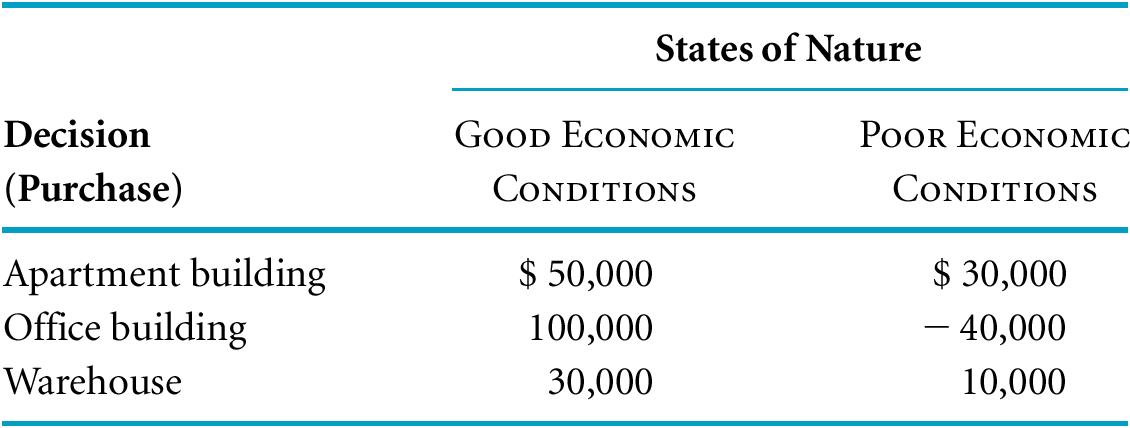 States of Nature
Decision GOOD ECONOMIC POOR ECONOMIC
(Purchase) CONDITIONS CONDITIONS
Apartment building $ 50,000 $ 30,000
Office building 100,000 − 40,000
Warehouse 30,000 10,000